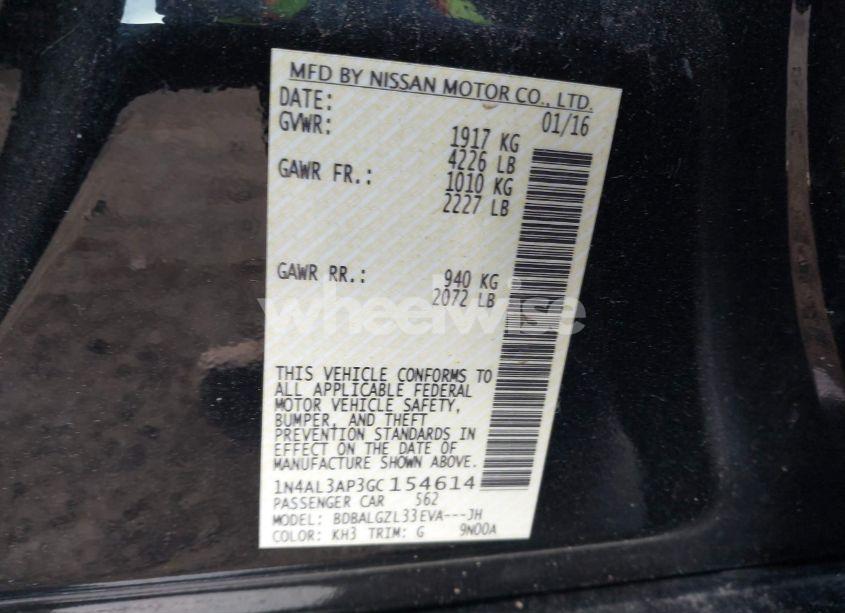 MFD BY NISSAN MOTOR CO., LTD.
DATE: 01/16
GVWR: 1917 KG
4226 LB
GAWR FR.: 1010 KG
2227 LB
GAWR RR.: 940 KG
2072 LB
wheelwise
THIS VEHICLE CONFORMS TO
ALL APPLICABLE FEDERAL
MOTOR VEHICLE SAFETY,
BUMPER, AND THEFT
PREVENTION STANDARDS IN
EFFECT ON THE DATE OF
MANUFACTURE SHOWN ABOVE.
1N4AL3AP3GC154614
PASSENGER CAR 562
MODEL: BDBALGZL33EVA---JH
COLOR: KH3 TRIM: G 9N00A